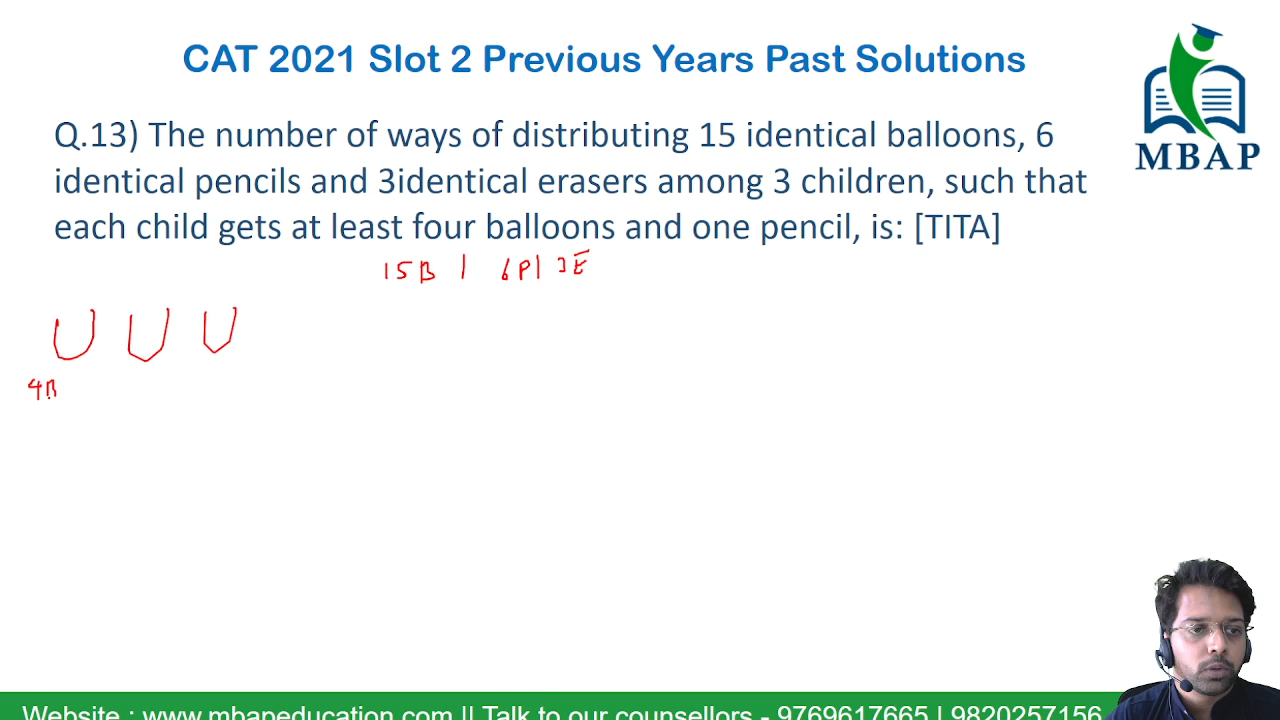 CAT 2021 Slot 2 Previous Years Past Solutions
MBAP
Q.13) The number of ways of distributing 15 identical balloons, 6
identical pencils and 3identical erasers among 3 children, such that
each child gets at least four balloons and one pencil, is: [TITA]
15B | 6P | 3E
4B
Website : www.mbapeducation.com || Talk to our counsellors - 9769617665 | 9820257156